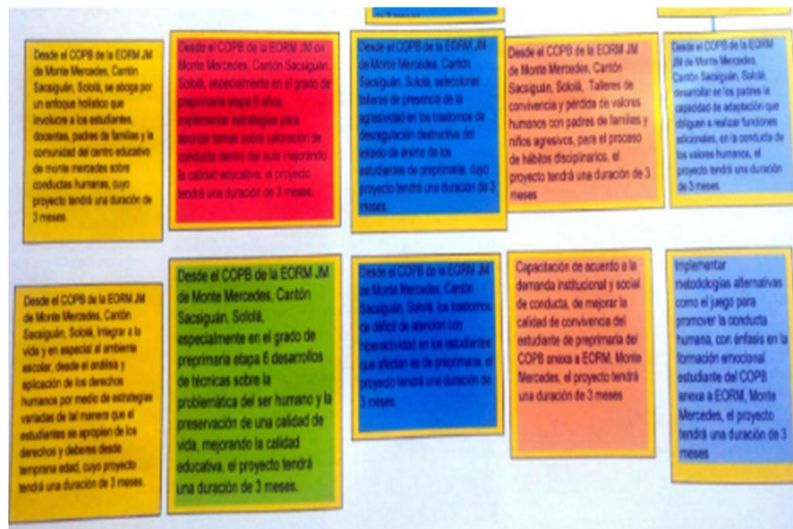 Desde el COPB de la EORM JM
de Monte Mercedes, Cantón
Sacsiguán, Sololá, se aboga por
un enfoque holístico que
involucre a los estudiantes,
docentes, padres de familias y la
comunidad del centro educativo
de monte mercedes sobre
conductas humanas, cuyo
proyecto tendrá una duración de
3 meses.
Desde el COPB de la EORM JM de
Monte Mercedes, Cantón Sacsiguán,
Sololá, especialmente en el grado de
preprimaria etapa 6 años,
implementar estrategias para
abordar temas sobre valoración de
conducta dentro del aula mejorando
la calidad educativa, el proyecto
tendrá una duración de 3 meses.
Desde el COPB de la EORM JM
de Monte Mercedes, Cantón
Sacsiguán, Sololá, seleccionar
talleres de presencia de la
agresividad en los trastornos de
desregulación destructiva del
estado de ánimo de los
estudiantes de preprimaria, cuyo
proyecto tendrá una duración de 3
meses.
Desde el COPB de la EORM, JM
de Monte Mercedes, Cantón
Sacsiguán, Sololá, Talleres de
convivencia y pérdida de valores
humanos con padres de familias y
niños agresivos, para el proceso
de hábitos disciplinarios, el
proyecto tendrá una duración de 3
meses
Desde el COPB de la EORM
JM de Monte Mercedes,
Cantón Sacsiguán, Sololá,
desarrollar en los padres la
capacidad de adaptación que
obliguen a realizar funciones
adicionales, en la conducta de
los valores humanos, el
proyecto tendrá una duración
de 3 meses
Desde el COPB de la EORM JM
de Monte Mercedes, Cantón
Sacsiguán, Sololá, Integrar a la
vida y en especial al ambiente
escolar, desde el análisis y
aplicación de los derechos
humanos por medio de estrategias
variadas de tal manera que el
estudiantes se apropien de los
derechos y deberes desde
temprana edad, cuyo proyecto
tendrá una duración de 3 meses.
Desde el COPB de la EORM JM
de Monte Mercedes, Cantón
Sacsiguán, Sololá,
especialmente en el grado de
preprimaria etapa 6 desarrollos
de técnicas sobre la
problemática del ser humano y la
preservación de una calidad de
vida, mejorando la calidad
educativa, el proyecto tendrá
una duración de 3 meses.
Desde el COPB de la EORM JM
de Monte Mercedes, Cantón
Sacsiguán, Sololá, los trastornos
de déficit de atención con
hiperactividad en los estudiantes
que afectan es de preprimaria, el
proyecto tendrá una duración de
3 meses.
Capacitación de acuerdo a la
demanda institucional y social
de conducta, de mejorar la
calidad de convivencia del
estudiante de preprimaria del
COPB anexa a EORM, Monte
Mercedes, el proyecto tendrá
una duración de 3 meses
Implementar
metodologías alternativas
como el juego para
promover la conducta
humana, con énfasis en la
formación emocional
estudiante del COPB
anexa a EORM, Monte
Mercedes, el proyecto
tendrá una duración de 3
meses